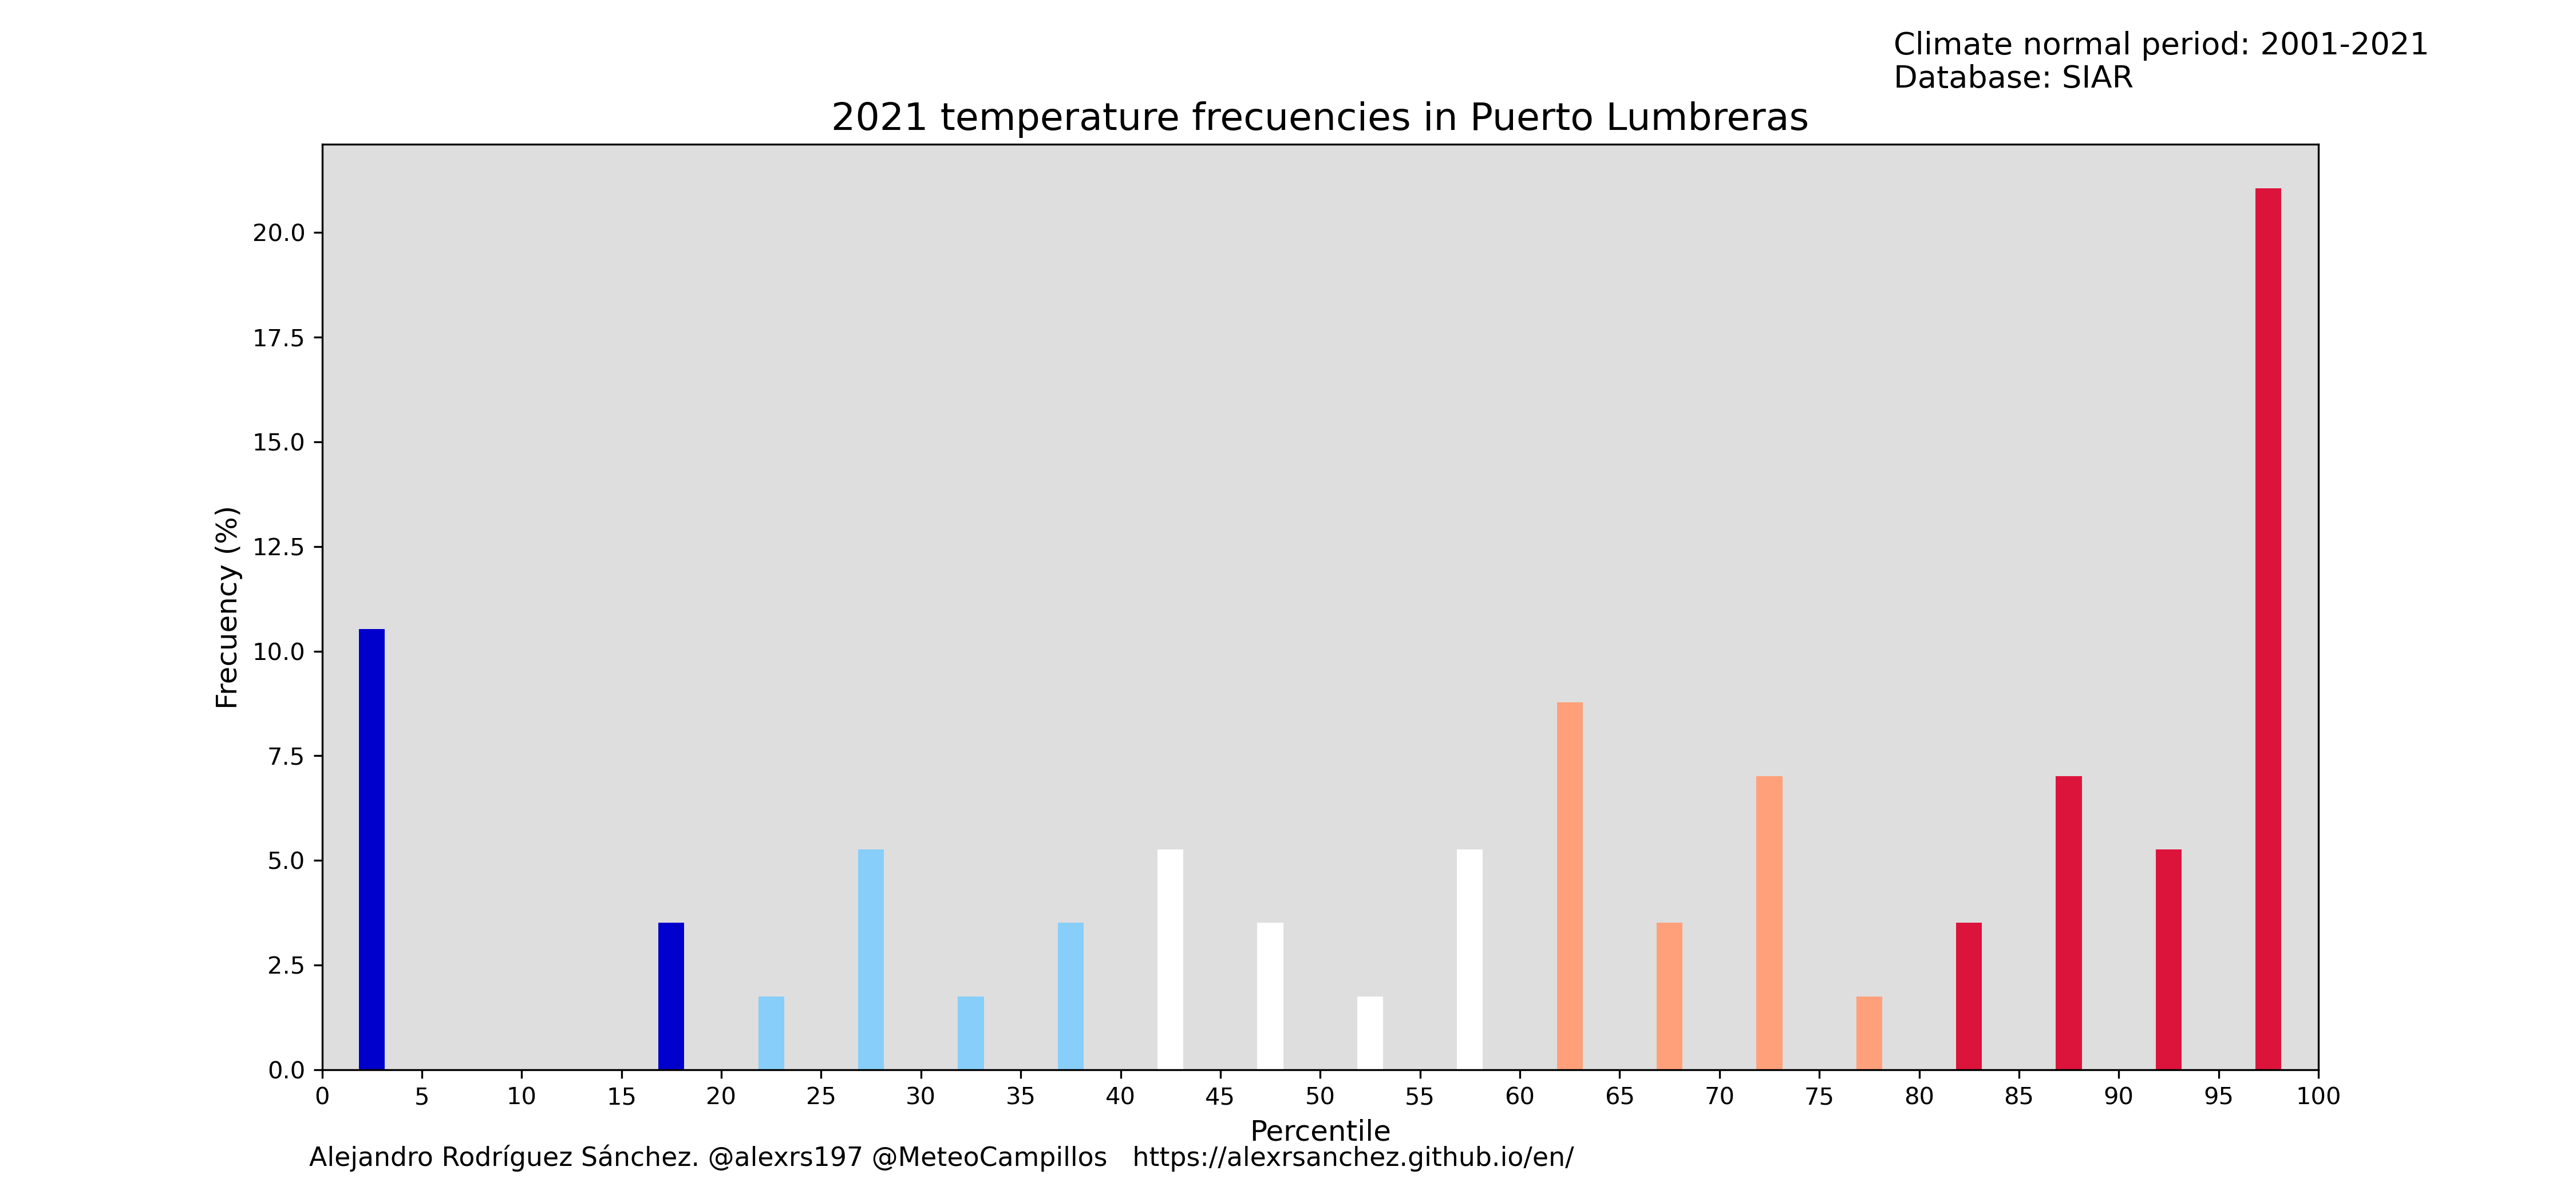 Climate normal period: 2001-2021
Database: SIAR
2021 temperature frecuencies in Puerto Lumbreras
Frecuency (%)
20.0
17.5
15.0
12.5
10.0
7.5
5.0
2.5
0.0
0 5 10 15 20 25 30 35 40 45 50 55 60 65 70 75 80 85 90 95 100
Percentile
Alejandro Rodríguez Sánchez. @alexrs197 @MeteoCampillos https://alexrsanchez.github.io/en/